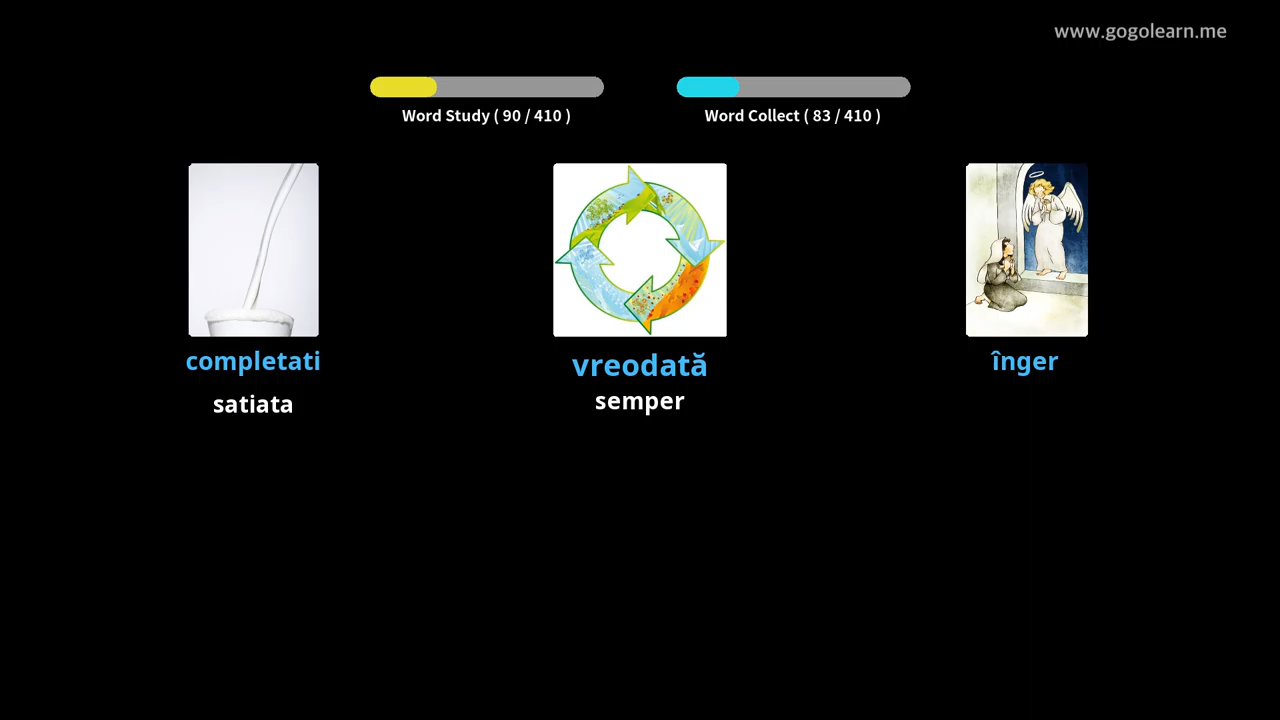 www.gogolearn.me
Word Study ( 90 / 410 )
Word Collect ( 83 / 410 )
completati
satiata
vreodată
semper
înger